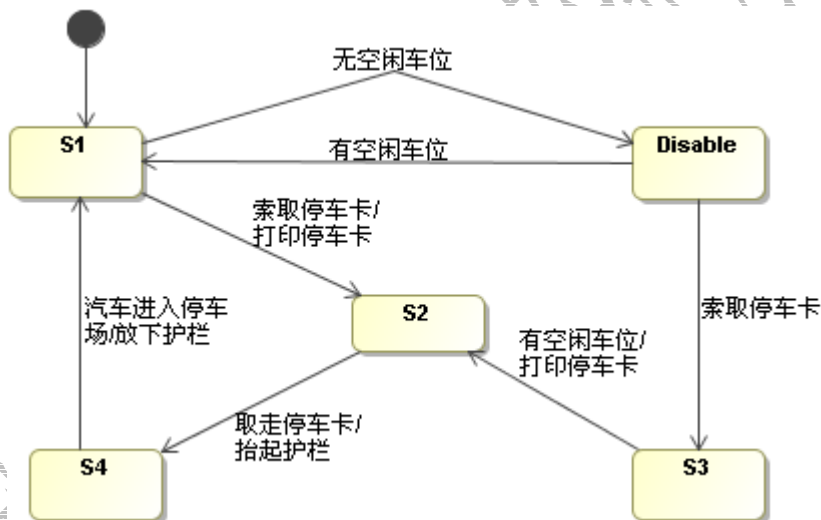 无空闲车位
S1
Disable
有空闲车位
索取停车卡/
打印停车卡
汽车进入停车
场/放下护栏
S2
有空闲车位/
打印停车卡
索取停车卡
取走停车卡/
抬起护栏
S4
S3